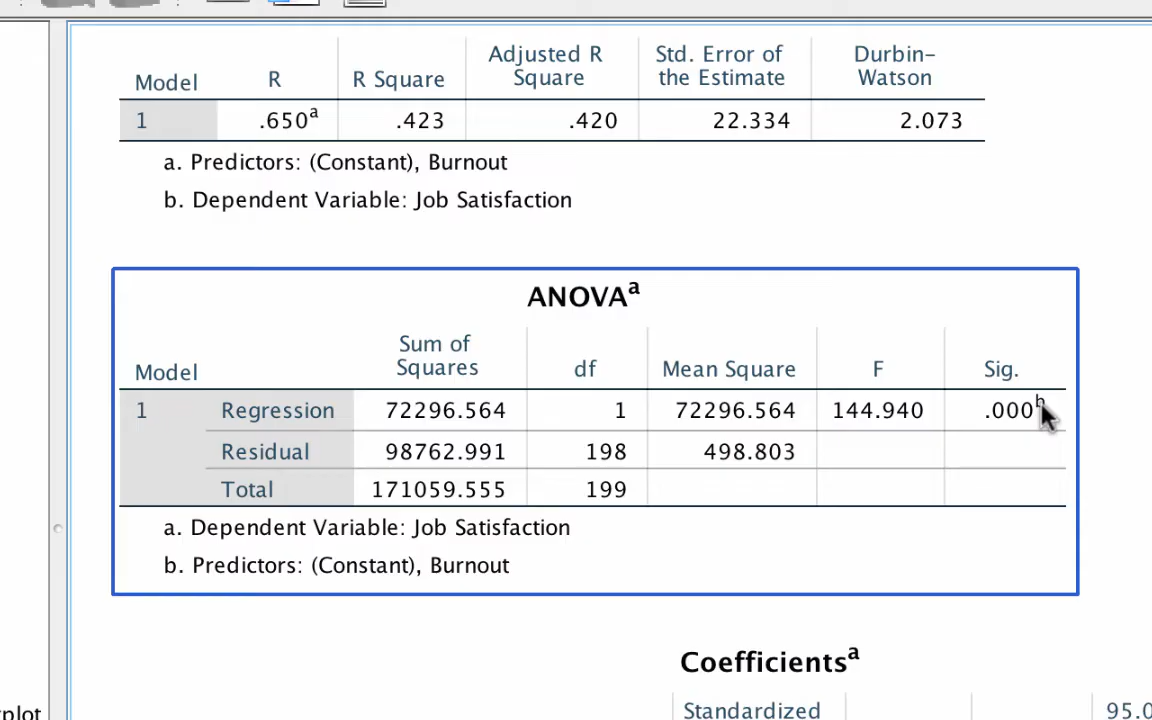 Model R R Square Adjusted R Square Std. Error of the Estimate Durbin-Watson
1 .650a .423 .420 22.334 2.073
a. Predictors: (Constant), Burnout
b. Dependent Variable: Job Satisfaction
ANOVAa
Model Sum of Squares df Mean Square F Sig.
1 Regression 72296.564 1 72296.564 144.940 .000b
Residual 98762.991 198 498.803
Total 171059.555 199
a. Dependent Variable: Job Satisfaction
b. Predictors: (Constant), Burnout
Coefficientsa
Standardized 95.0
plot